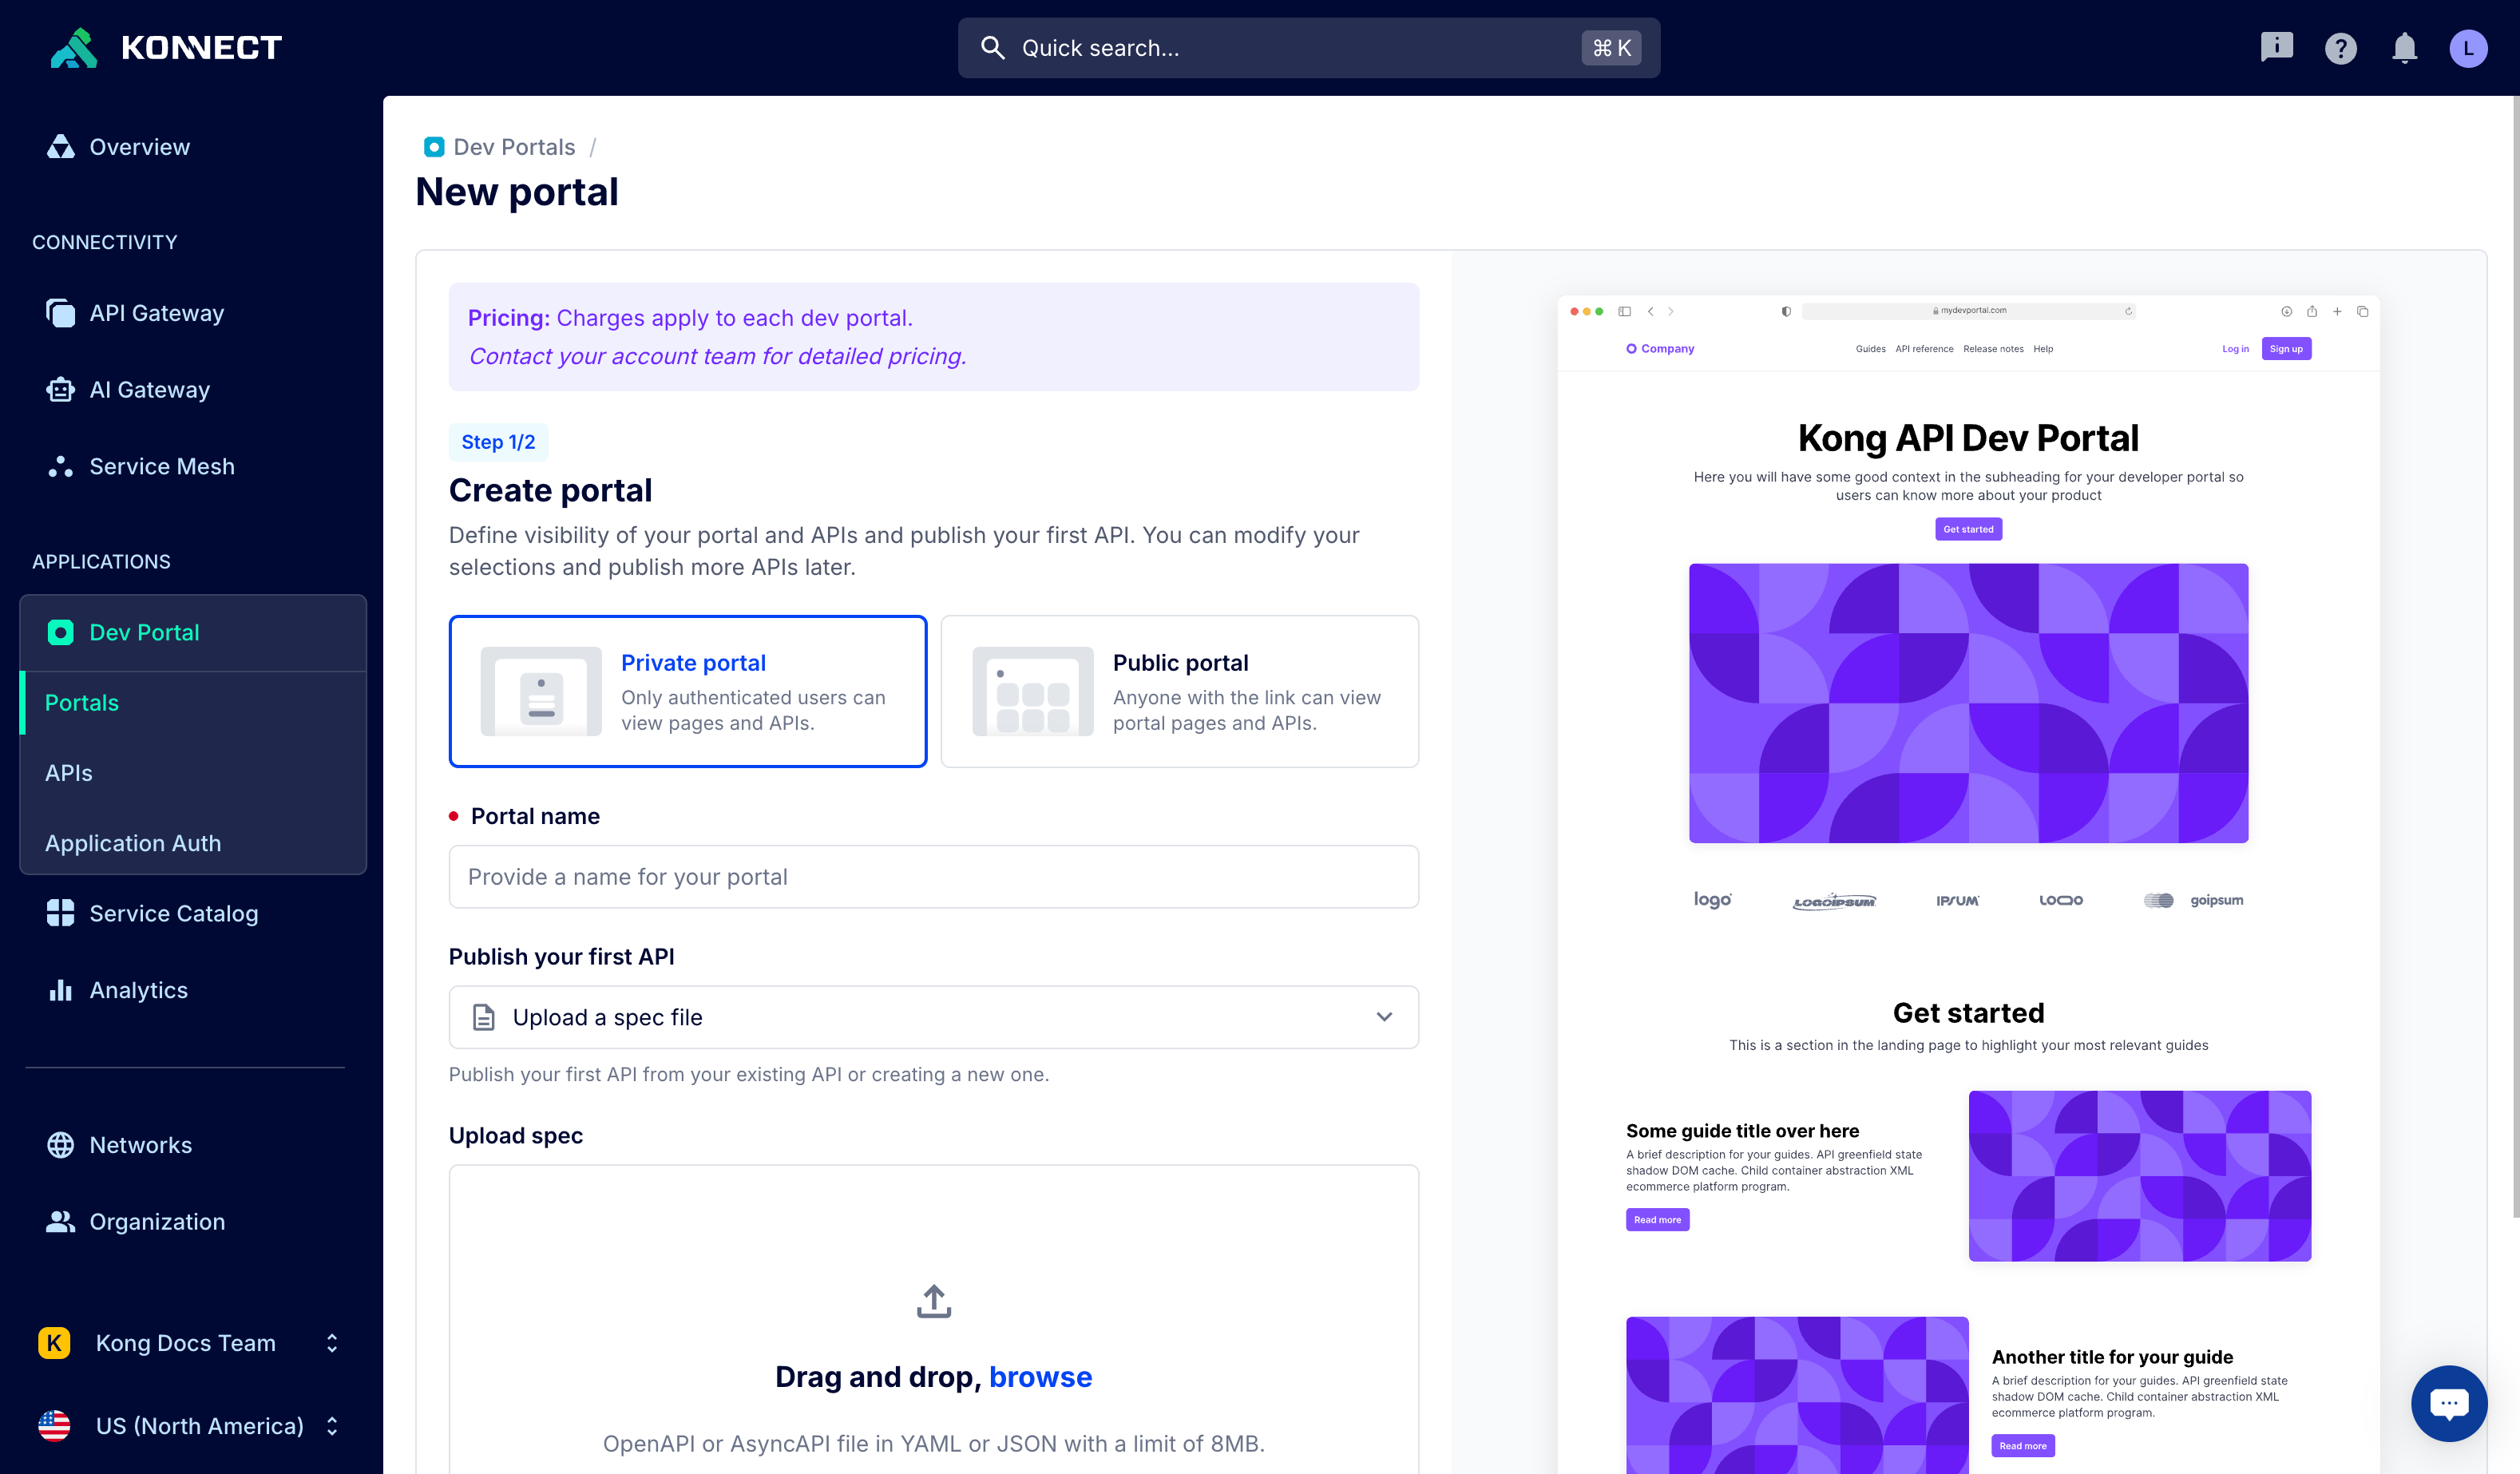 KONNECT
Quick search...
⌘ K
L
Overview
CONNECTIVITY
API Gateway
AI Gateway
Service Mesh
APPLICATIONS
Dev Portal
Portals
APIs
Application Auth
Service Catalog
Analytics
Networks
Organization
K Kong Docs Team
US (North America)
Dev Portals /
New portal
Pricing: Charges apply to each dev portal.
Contact your account team for detailed pricing.
Step 1/2
Create portal
Define visibility of your portal and APIs and publish your first API. You can modify your
selections and publish more APIs later.
Private portal
Only authenticated users can
view pages and APIs.
Public portal
Anyone with the link can view
portal pages and APIs.
Portal name
Provide a name for your portal
Publish your first API
Upload a spec file
Publish your first API from your existing API or creating a new one.
Upload spec
Drag and drop, browse
OpenAPI or AsyncAPI file in YAML or JSON with a limit of 8MB.
mydevportal.com
Company
Guides API reference Release notes Help
Log in
Sign up
Kong API Dev Portal
Here you will have some good context in the subheading for your developer portal so
users can know more about your product
Get started
logo
LOGOIPSUM
IPSUM
LOGO
goipsum
Get started
This is a section in the landing page to highlight your most relevant guides
Some guide title over here
A brief description for your guides. API greenfield state
shadow DOM cache. Child container abstraction XML
ecommerce platform program.
Read more
Another title for your guide
A brief description for your guides. API greenfield state
shadow DOM cache. Child container abstraction XML
ecommerce platform program.
Read more